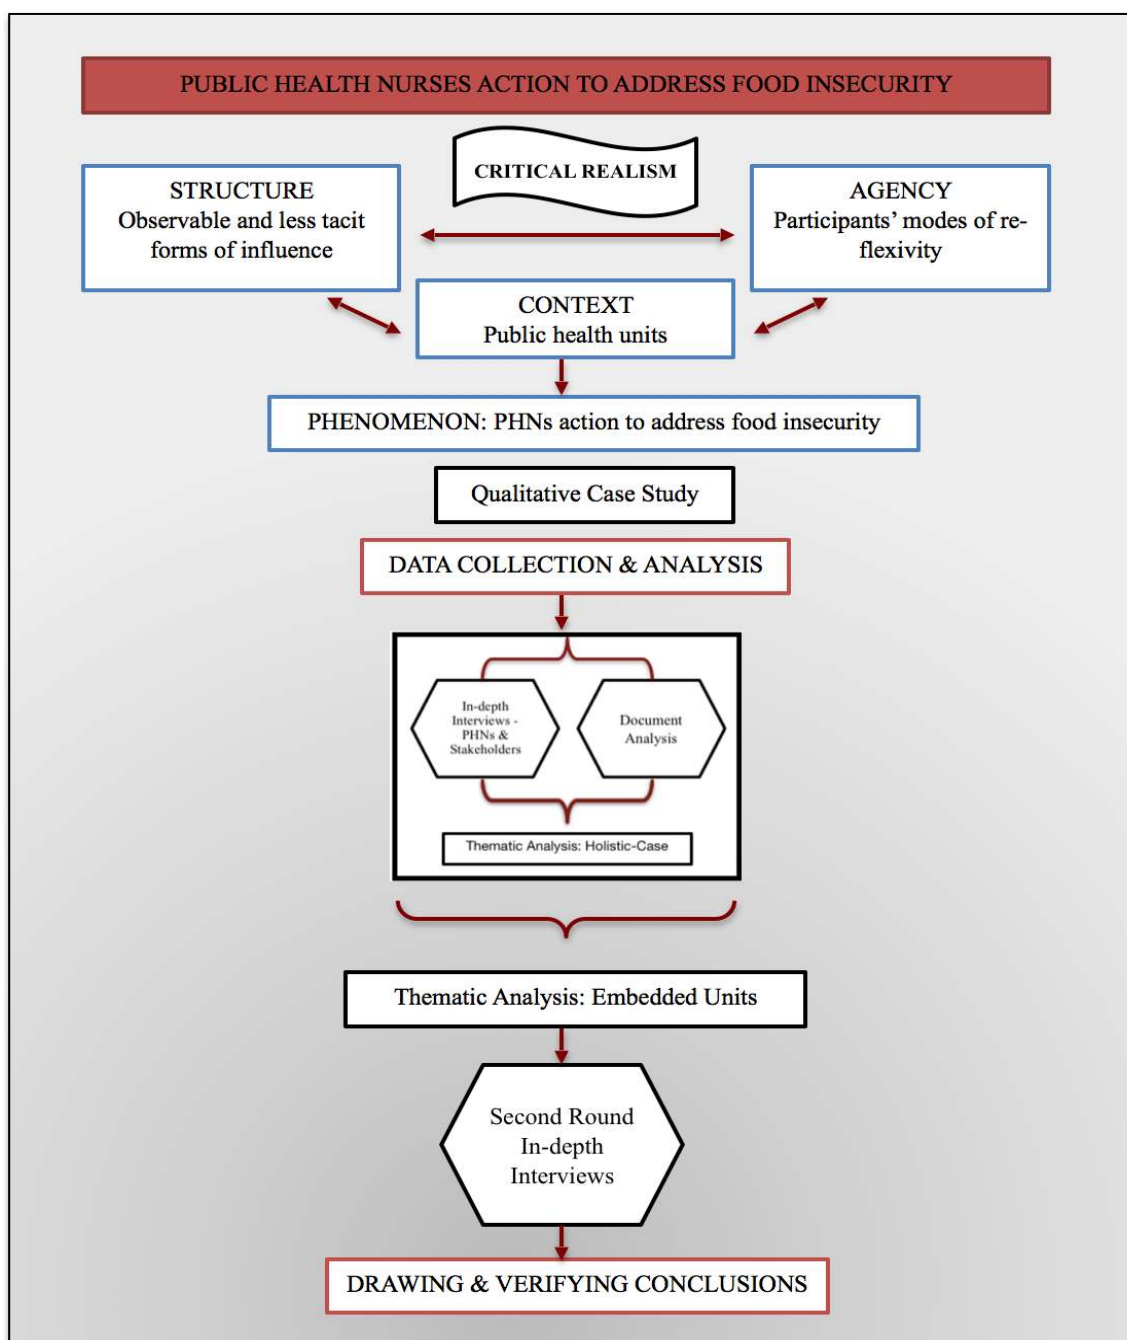 PUBLIC HEALTH NURSES ACTION TO ADDRESS FOOD INSECURITY
CRITICAL REALISM
STRUCTURE
Observable and less tacit
forms of influence
AGENCY
Participants’ modes of re-
flexivity
CONTEXT
Public health units
PHENOMENON: PHNs action to address food insecurity
Qualitative Case Study
DATA COLLECTION & ANALYSIS
In-depth
Interviews -
PHNs &
Stakeholders
Document
Analysis
Thematic Analysis: Holistic-Case
Thematic Analysis: Embedded Units
Second Round
In-depth
Interviews
DRAWING & VERIFYING CONCLUSIONS